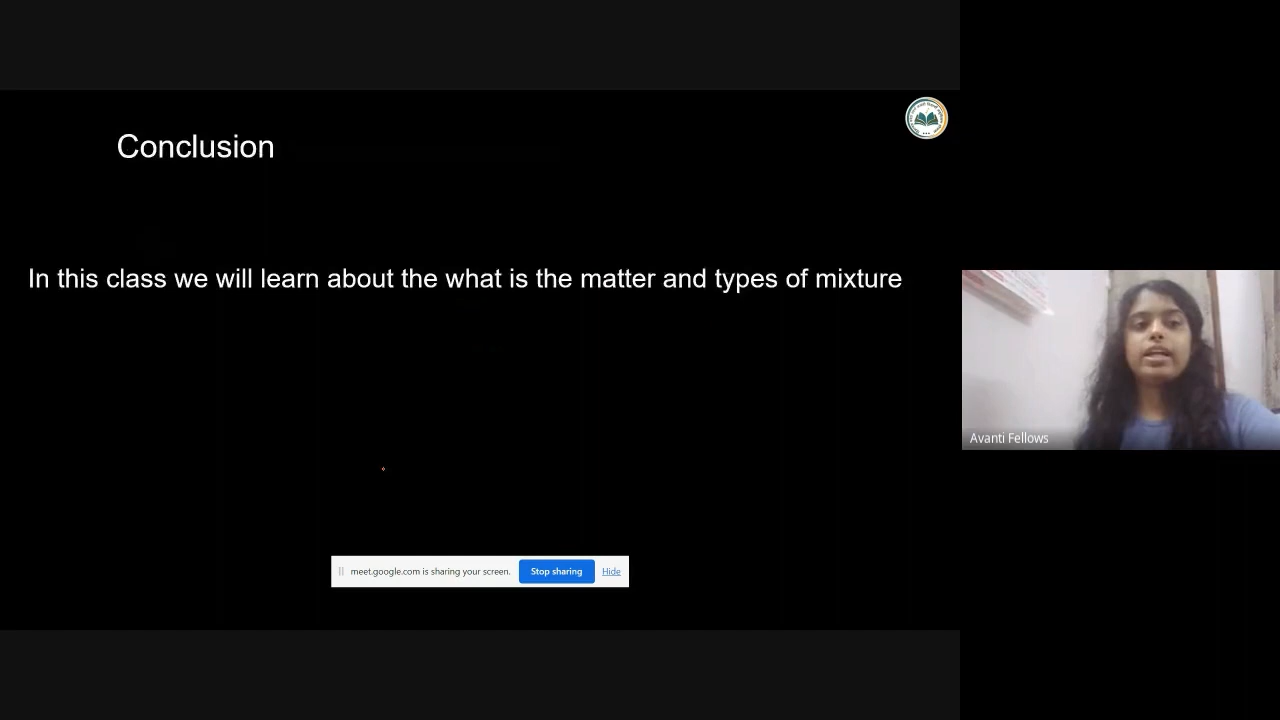 Conclusion
In this class we will learn about the what is the matter and types of mixture
Avanti Fellows
meet.google.com is sharing your screen.
Stop sharing
Hide